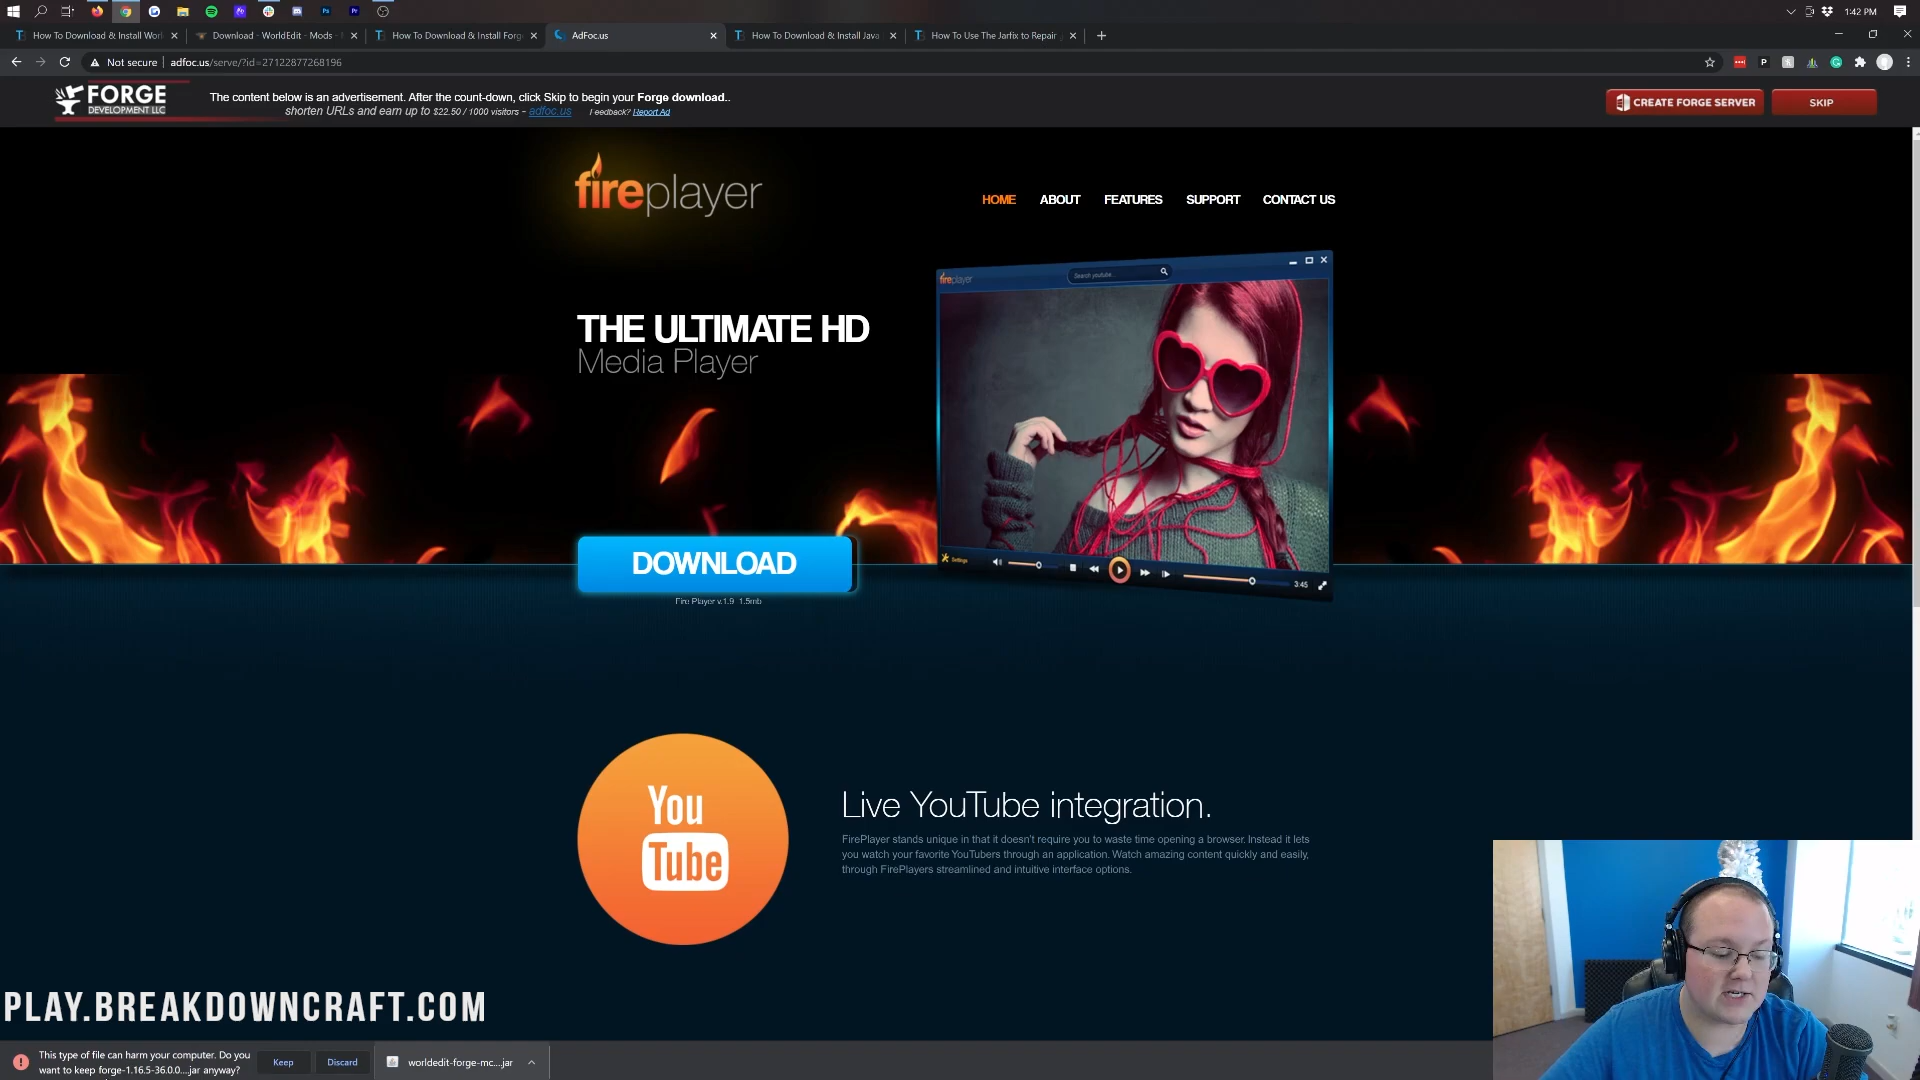 1:42 PM
How To Download & Install Worl
Download - WorldEdit - Mods -
How To Download & Install Forg
AdFoc.us
How To Download & Install Java
How To Use The Jarfix to Repair
Not secure
adfoc.us/serve/?id=27122877268196
FORGE
DEVELOPMENT LLC
The content below is an advertisement. After the count-down, click Skip to begin your Forge download..
shorten URLs and earn up to $22.50 / 1000 visitors - adfoc.us Feedback? Report Ad
CREATE FORGE SERVER
SKIP
fireplayer
HOME
ABOUT
FEATURES
SUPPORT
CONTACT US
fireplayer
Search youtube...
THE ULTIMATE HD
Media Player
DOWNLOAD
Fire Player v.1.9 1.5mb
Settings
3:45
You
Tube
Live YouTube integration.
FirePlayer stands unique in that it doesn't require you to waste time opening a browser. Instead it lets
you watch your favorite YouTubers through an application. Watch amazing content quickly and easily,
through FirePlayers streamlined and intuitive interface options.
PLAY.BREAKDOWNCRAFT.COM
This type of file can harm your computer. Do you
want to keep forge-1.16.5-36.0.0....jar anyway?
Keep
Discard
worldedit-forge-mc....jar